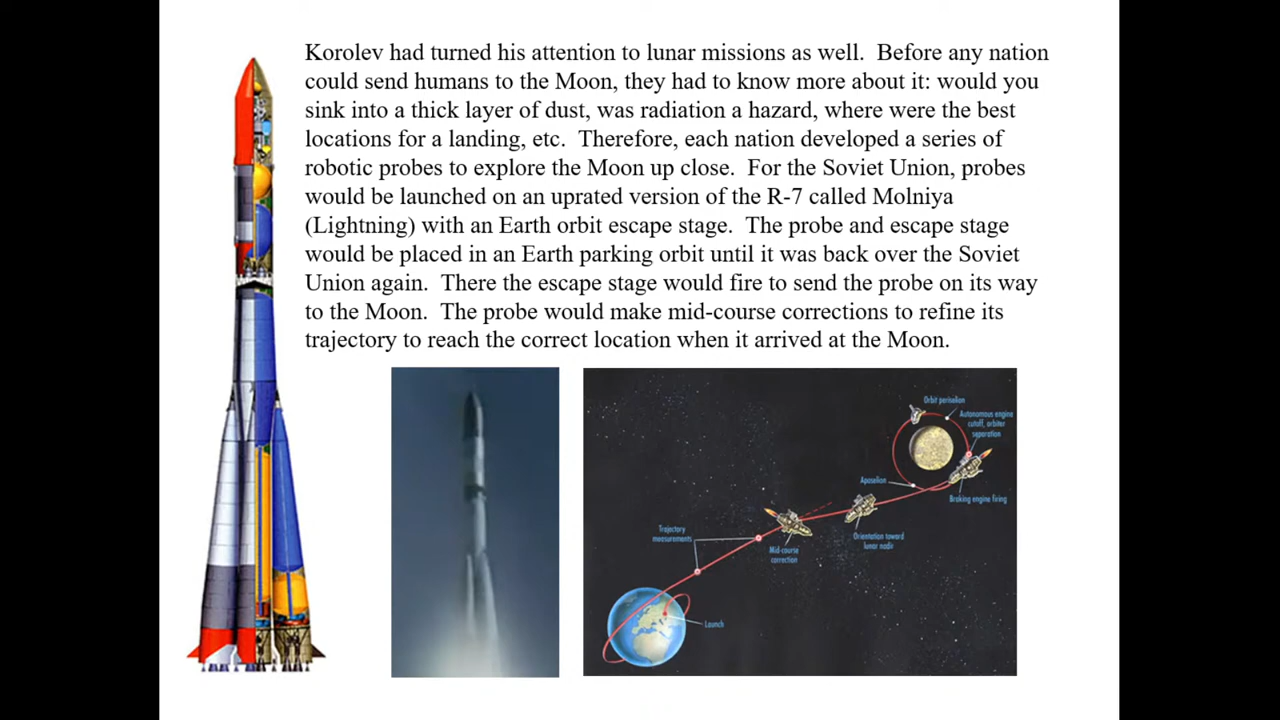 Korolev had turned his attention to lunar missions as well.  Before any nation
could send humans to the Moon, they had to know more about it: would you
sink into a thick layer of dust, was radiation a hazard, where were the best
locations for a landing, etc.  Therefore, each nation developed a series of
robotic probes to explore the Moon up close.  For the Soviet Union, probes
would be launched on an uprated version of the R-7 called Molniya
(Lightning) with an Earth orbit escape stage.  The probe and escape stage
would be placed in an Earth parking orbit until it was back over the Soviet
Union again.  There the escape stage would fire to send the probe on its way
to the Moon.  The probe would make mid-course corrections to refine its
trajectory to reach the correct location when it arrived at the Moon.
Orbit periselion
Autonomous engine
cutoff, orbiter
separation
Aposelion
Braking engine firing
Trajectory
measurements
Mid-course
correction
Orientation toward
lunar nadir
Launch